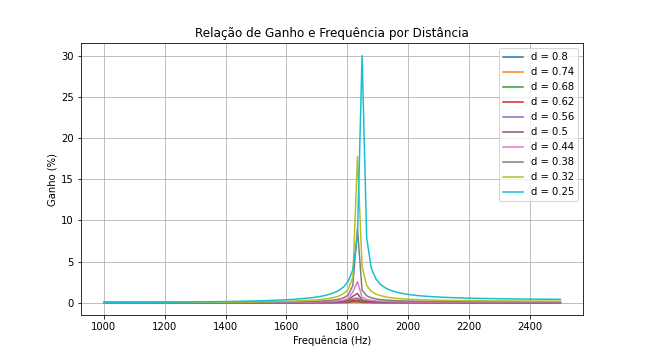 Relação de Ganho e Frequência por Distância
Ganho (%)
30
25
20
15
10
5
0
1000 1200 1400 1600 1800 2000 2200 2400
Frequência (Hz)
d = 0.8
d = 0.74
d = 0.68
d = 0.62
d = 0.56
d = 0.5
d = 0.44
d = 0.38
d = 0.32
d = 0.25